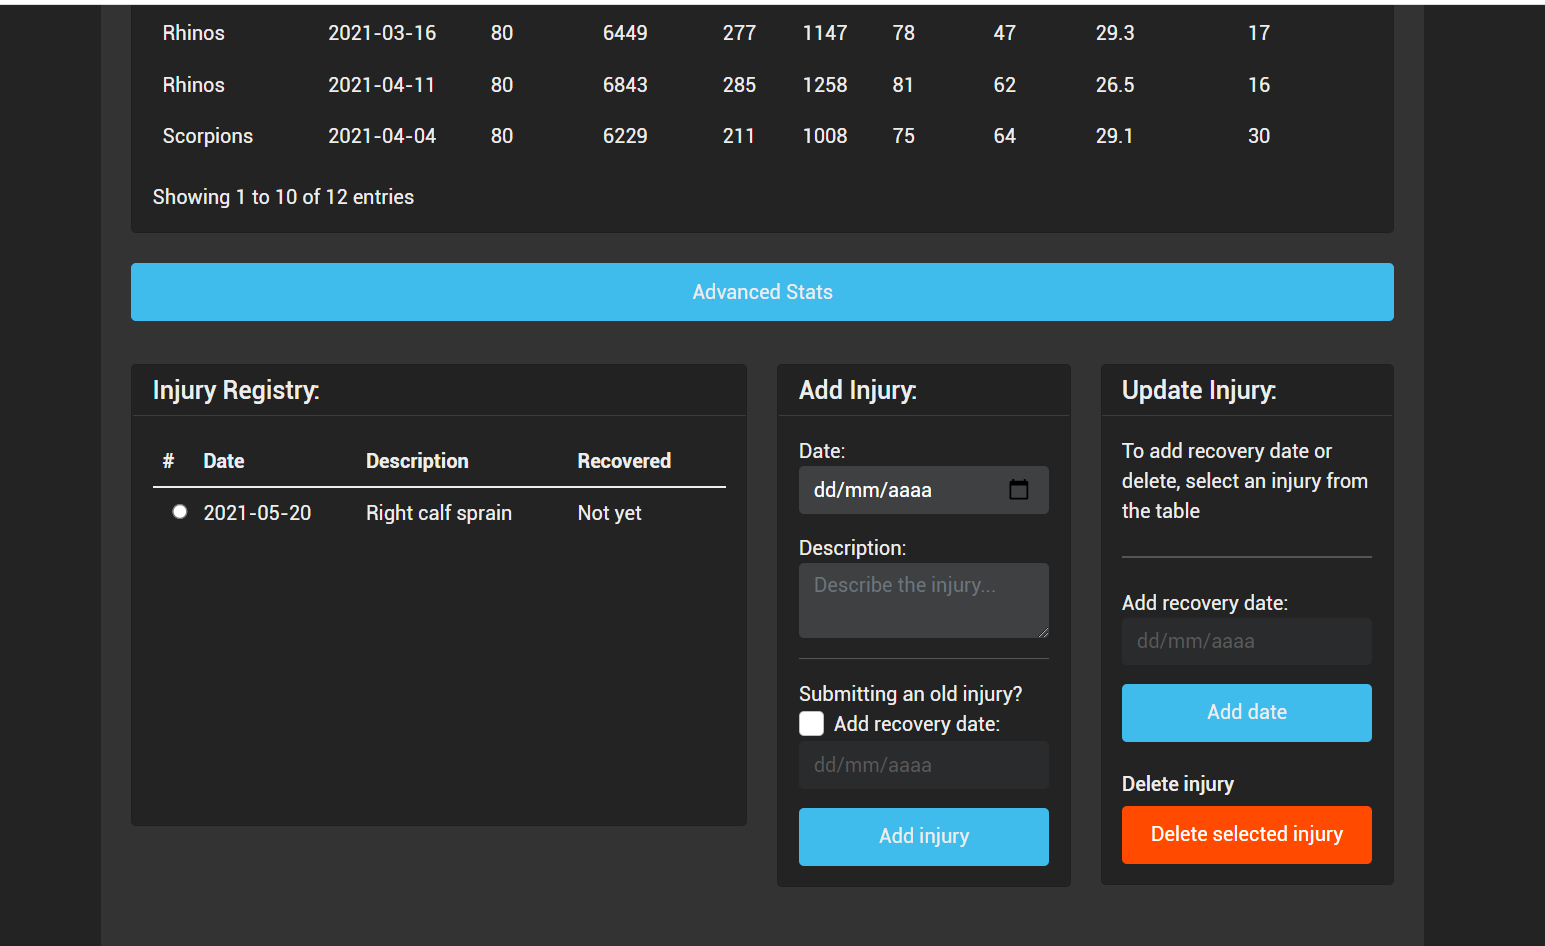 Rhinos 2021-03-16 80 6449 277 1147 78 47 29.3 17
Rhinos 2021-04-11 80 6843 285 1258 81 62 26.5 16
Scorpions 2021-04-04 80 6229 211 1008 75 64 29.1 30
Showing 1 to 10 of 12 entries
Advanced Stats
Injury Registry:
# Date Description Recovered
2021-05-20 Right calf sprain Not yet
Add Injury:
Date:
dd/mm/aaaa
Description:
Describe the injury...
Submitting an old injury?
Add recovery date:
dd/mm/aaaa
Add injury
Update Injury:
To add recovery date or
delete, select an injury from
the table
Add recovery date:
dd/mm/aaaa
Add date
Delete injury
Delete selected injury